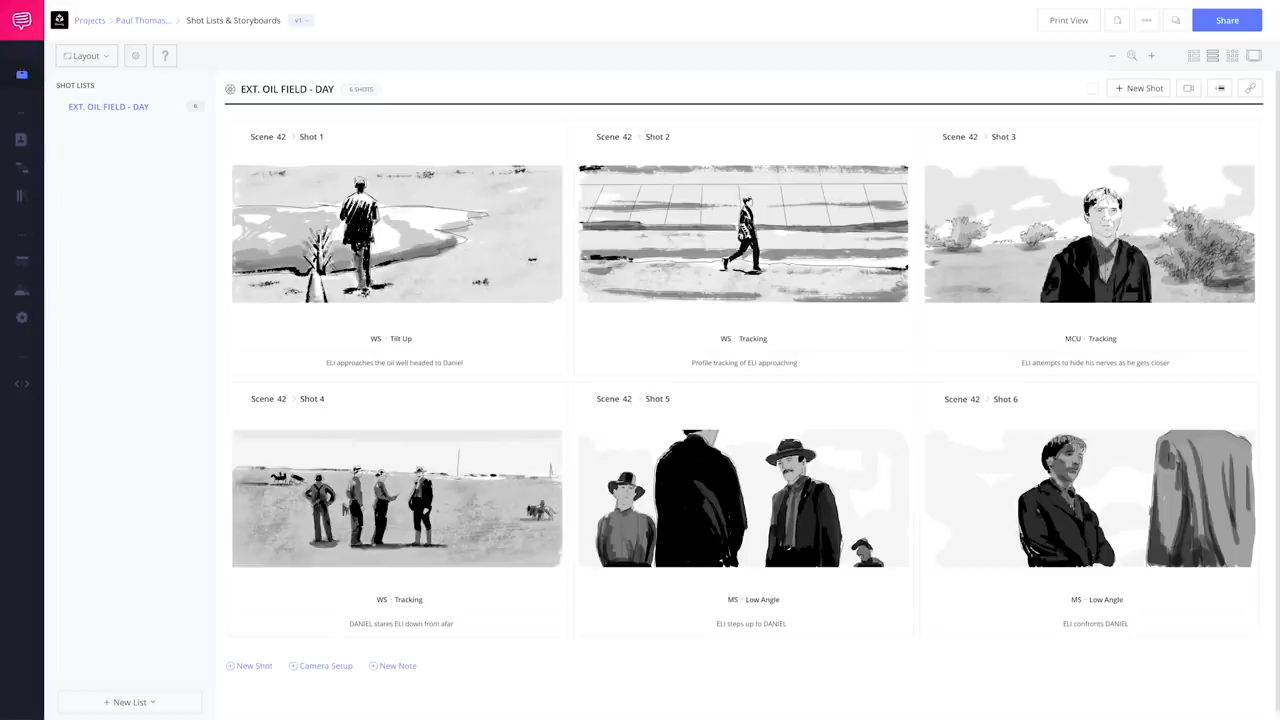 Projects > Paul Thomas... > Shot Lists & Storyboards v1
Print View
Share
Layout
?
SHOT LISTS
EXT. OIL FIELD - DAY 6
EXT. OIL FIELD - DAY 6 SHOTS
+ New Shot
Scene 42 > Shot 1
Scene 42 > Shot 2
Scene 42 > Shot 3
WS · Tilt Up
WS Tracking
MCU · Tracking
ELI approaches the oil well headed to Daniel
Profile tracking of ELI approaching
ELI attempts to hide his nerves as he gets closer
Scene 42 > Shot 4
Scene 42 > Shot 5
Scene 42 > Shot 6
WS · Tracking
MS · Low Angle
MS · Low Angle
DANIEL stares ELI down from afar
ELI steps up to DANIEL
ELI confronts DANIEL
New Shot
Camera Setup
New Note
+ New List